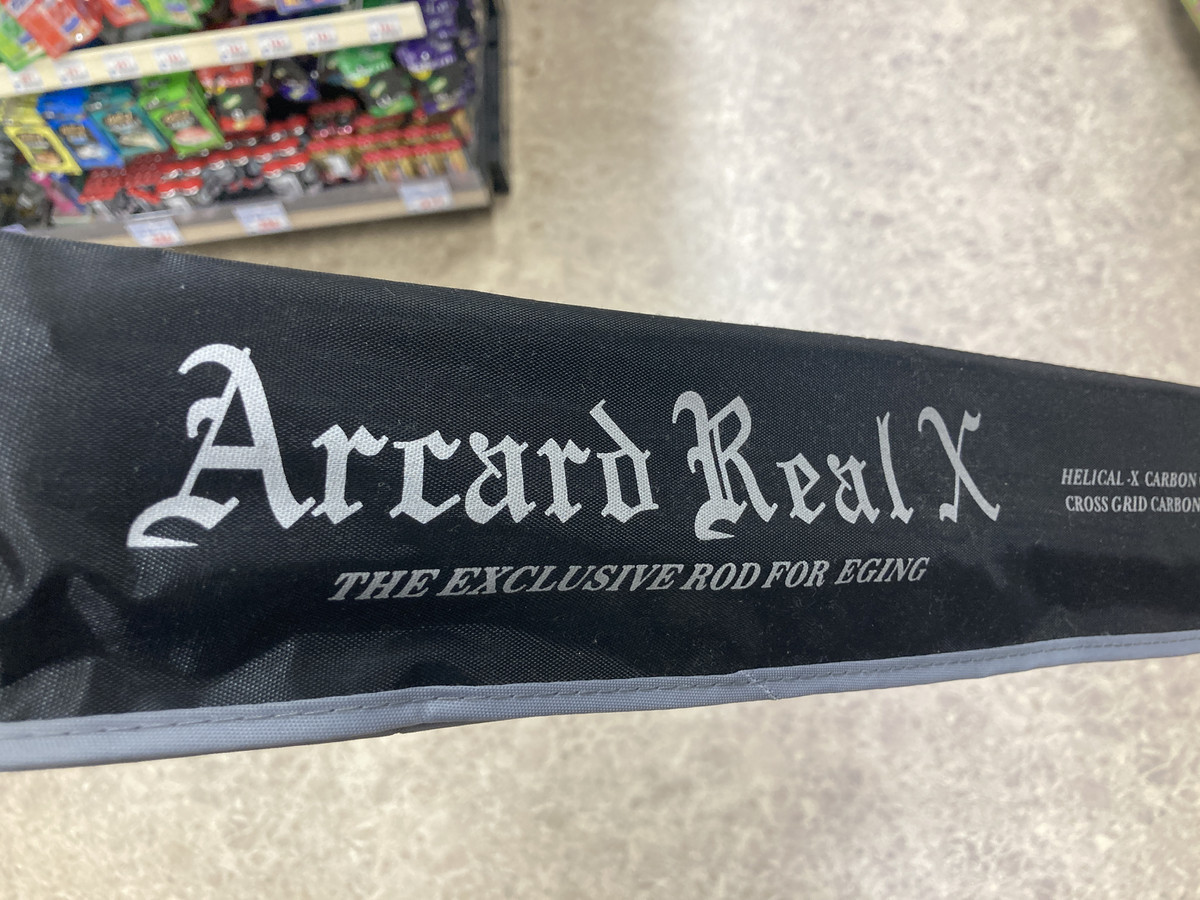 Arcard Real X
THE EXCLUSIVE ROD FOR EGING
HELICAL-X CARBON
CROSS GRID CARBON